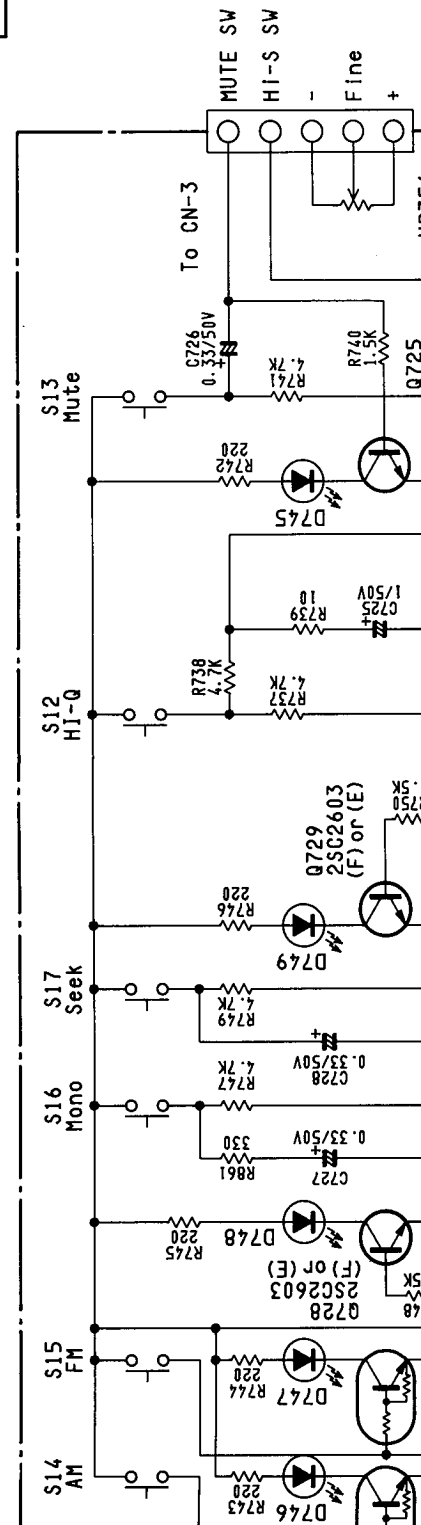 MUTE SW
Hi-S SW
-
Fine
+
To CN-3
C726
0.33/50V
+
R740
1.5K
R741
4.7K
Q725
S13
Mute
R742
220
D745
C725
1/50V
+
R739
10
R738
4.7K
R737
4.7K
S12
HI-Q
Q729
2SC2603
(F) or (E)
R746
220
D749
S17
Seek
R749
4.7K
+
C728
0.33/50V
R747
4.7K
S16
Mono
R861
330
+
C727
0.33/50V
R745
220
D748
Q728
2SC2603
(F) or (E)
S15
FM
R744
220
D747
S14
AM
R743
220
D746